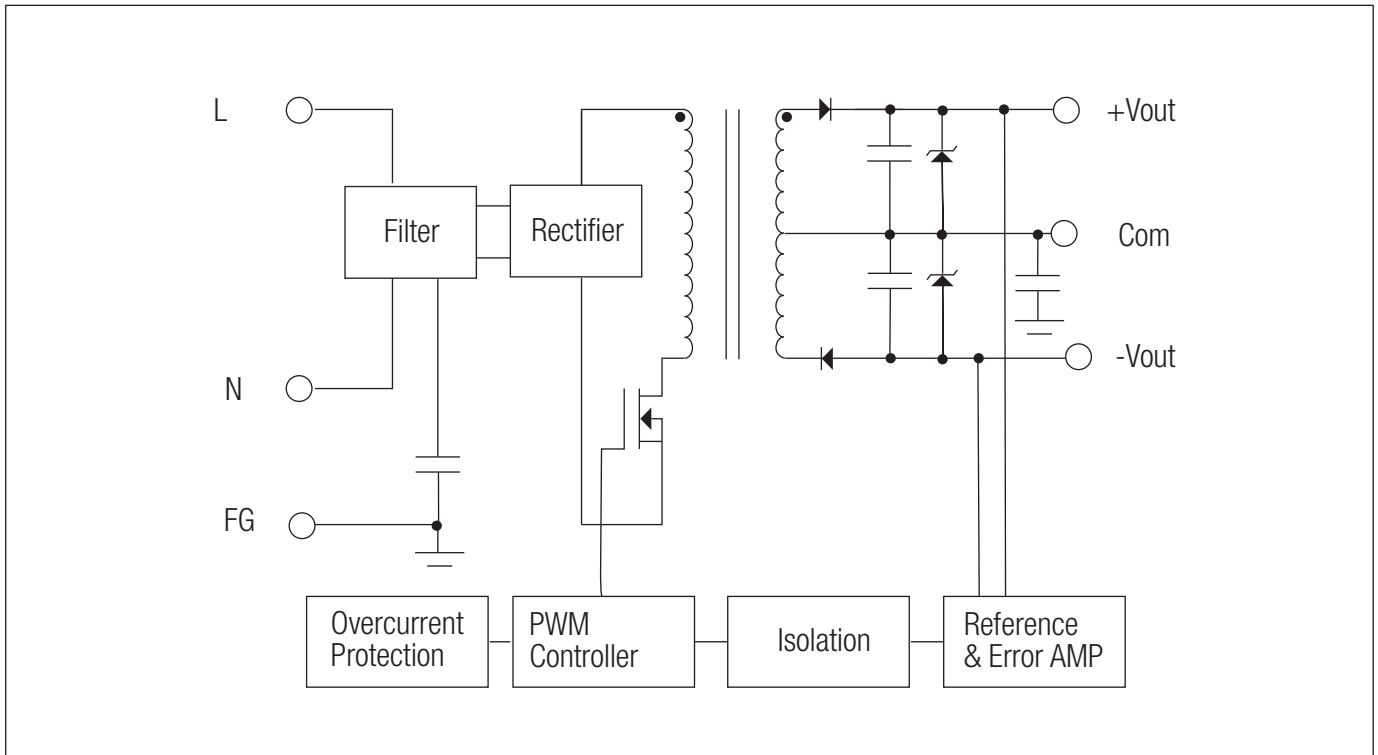 L
+Vout
Filter
Rectifier
Com
N
-Vout
FG
Overcurrent
Protection
PWM
Controller
Isolation
Reference
& Error AMP